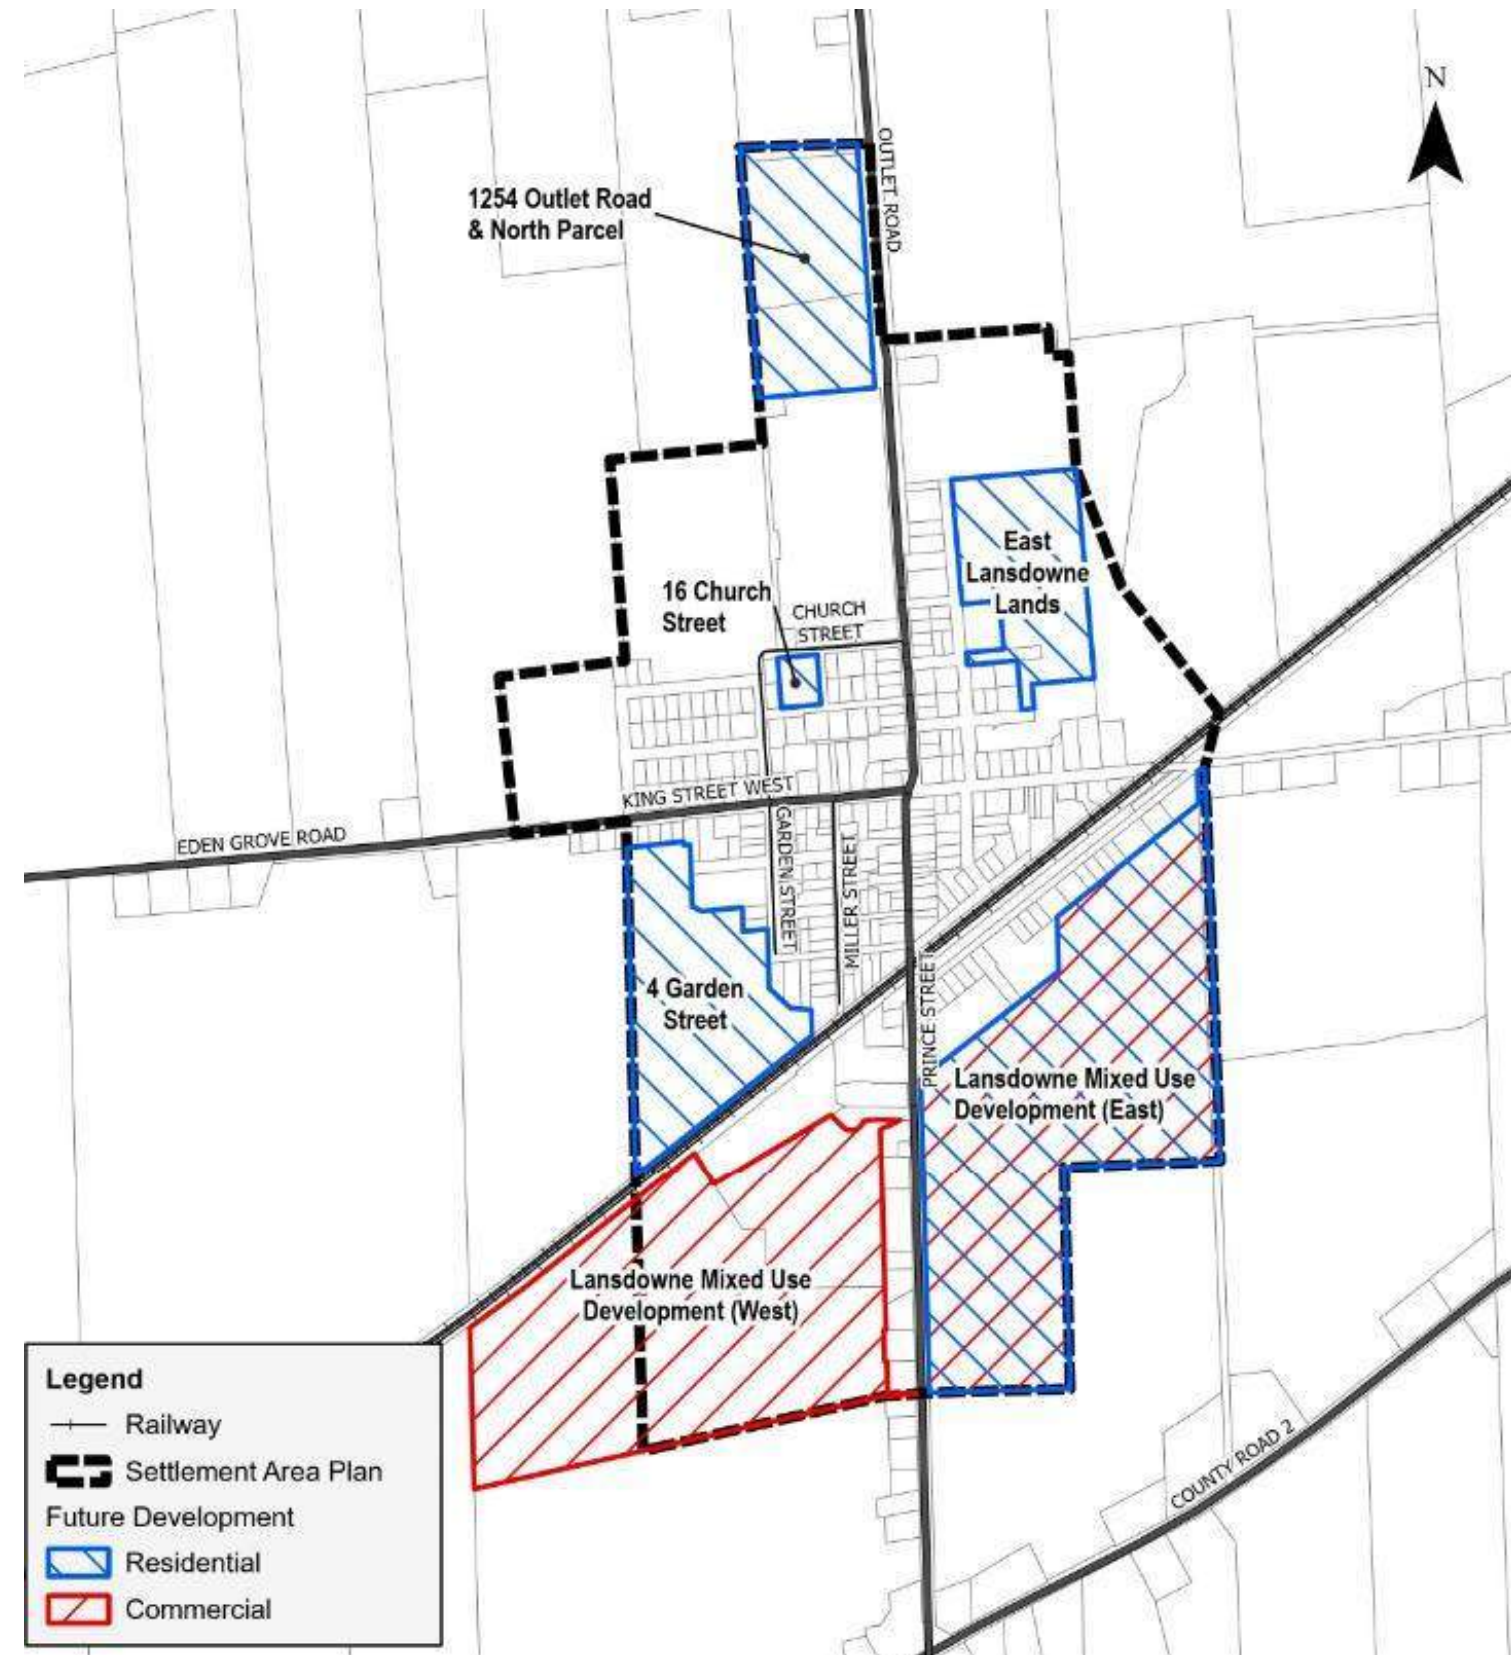 N
OUTLET ROAD
1254 Outlet Road
& North Parcel
East
Lansdowne
Lands
16 Church
Street
CHURCH
STREET
KING STREET WEST
EDEN GROVE ROAD
GARDEN STREET
MILLER STREET
4 Garden
Street
PRINCE STREET
Lansdowne Mixed Use
Development (East)
Lansdowne Mixed Use
Development (West)
COUNTY ROAD 2
Legend
Railway
Settlement Area Plan
Future Development
Residential
Commercial